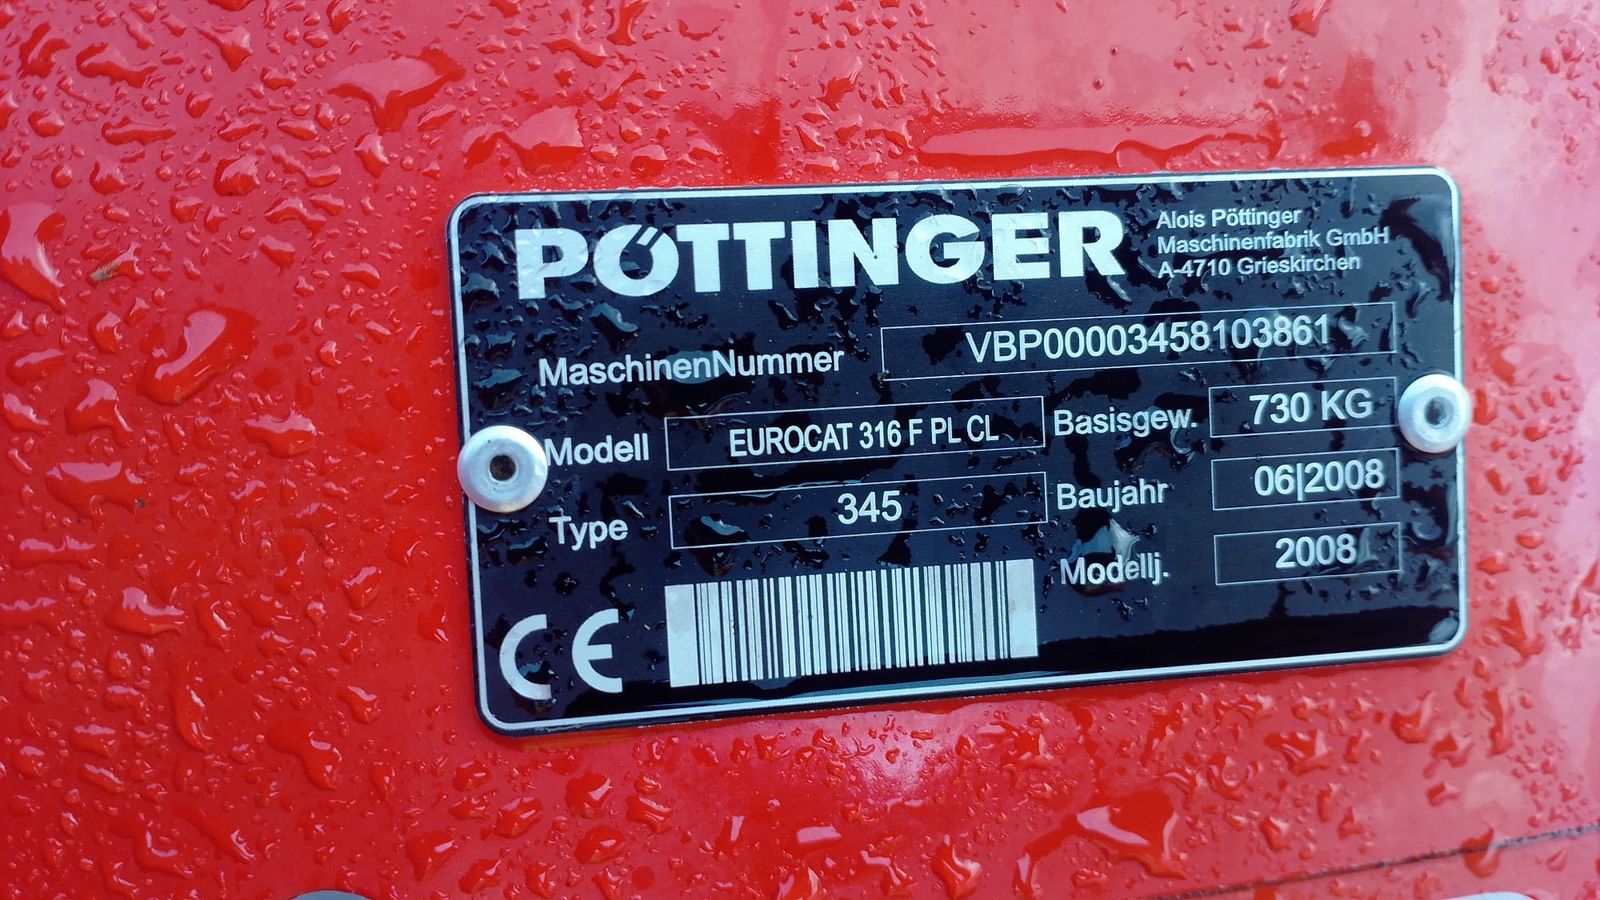 PÖTTINGER
Alois Pöttinger
Maschinenfabrik GmbH
A-4710 Grieskirchen
MaschinenNummer VBP00003458103861
Modell EUROCAT 316 F PL CL Basisgew. 730 KG
Type 345 Baujahr 06|2008
Modellj. 2008
CE